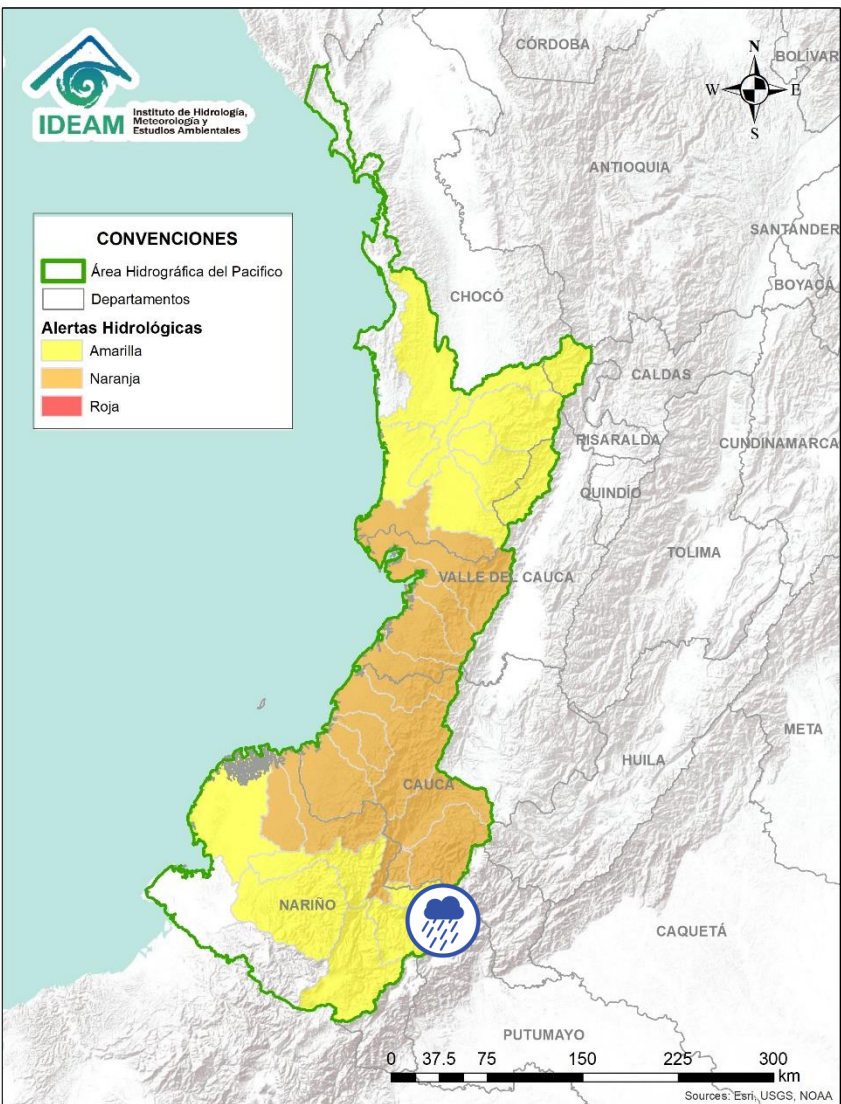 IDEAM
Instituto de Hidrología,
Meteorología y
Estudios Ambientales
CONVENCIONES
Área Hidrográfica del Pacifico
Departamentos
Alertas Hidrológicas
Amarilla
Naranja
Roja
N
W
E
S
CÓRDOBA
BOLÍVAR
ANTIOQUIA
SANTANDER
BOYACÁ
CHOCÓ
CALDAS
RISARALDA
CUNDINAMARCA
QUINDÍO
TOLIMA
VALLE DEL CAUCA
META
HUILA
CAUCA
NARIÑO
CAQUETÁ
PUTUMAYO
0 37.5 75 150 225 300
km
Sources: Esri, USGS, NOAA